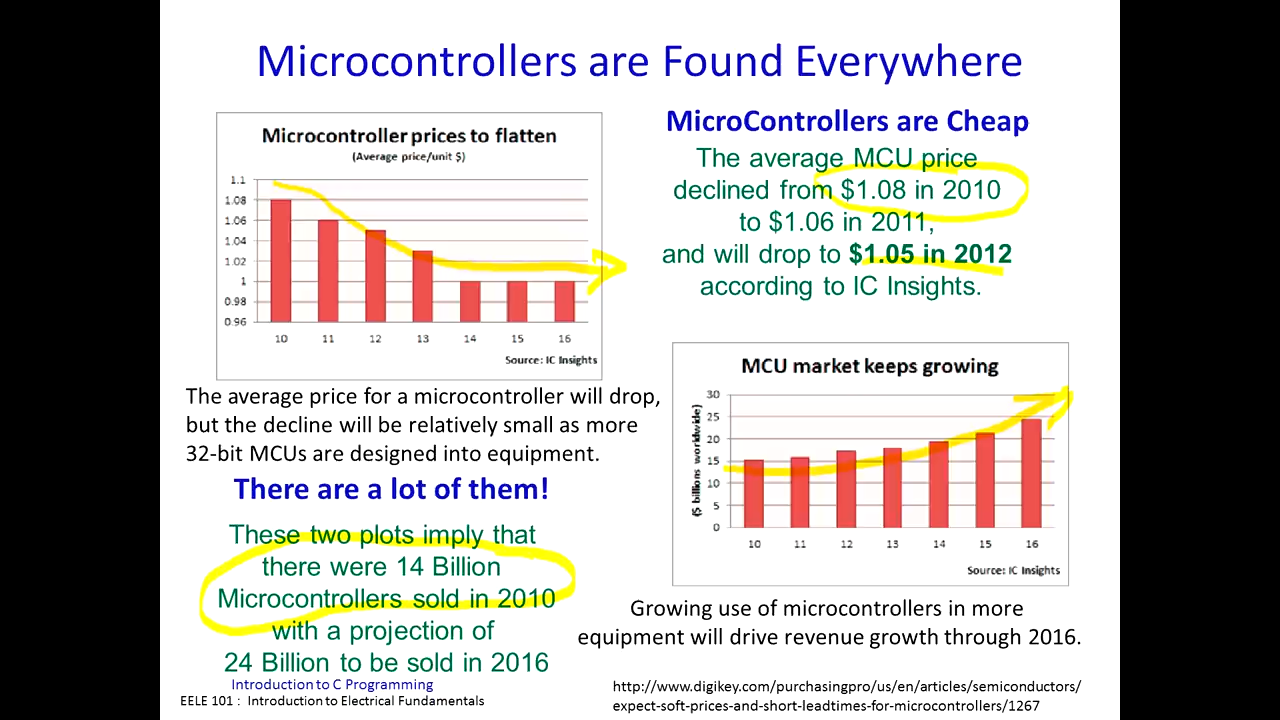 Microcontrollers are Found Everywhere
Microcontroller prices to flatten
(Average price/unit $)
1.1
1.08
1.06
1.04
1.02
1
0.98
0.96
10 11 12 13 14 15 16
Source: IC Insights
The average price for a microcontroller will drop,
but the decline will be relatively small as more
32-bit MCUs are designed into equipment.
There are a lot of them!
These two plots imply that
there were 14 Billion
Microcontrollers sold in 2010
with a projection of
24 Billion to be sold in 2016
MicroControllers are Cheap
The average MCU price
declined from $1.08 in 2010
to $1.06 in 2011,
and will drop to $1.05 in 2012
according to IC Insights.
MCU market keeps growing
($ billions worldwide)
30
25
20
15
10
5
0
10 11 12 13 14 15 16
Source: IC Insights
Growing use of microcontrollers in more
equipment will drive revenue growth through 2016.
Introduction to C Programming
EELE 101 : Introduction to Electrical Fundamentals
http://www.digikey.com/purchasingpro/us/en/articles/semiconductors/
expect-soft-prices-and-short-leadtimes-for-microcontrollers/1267